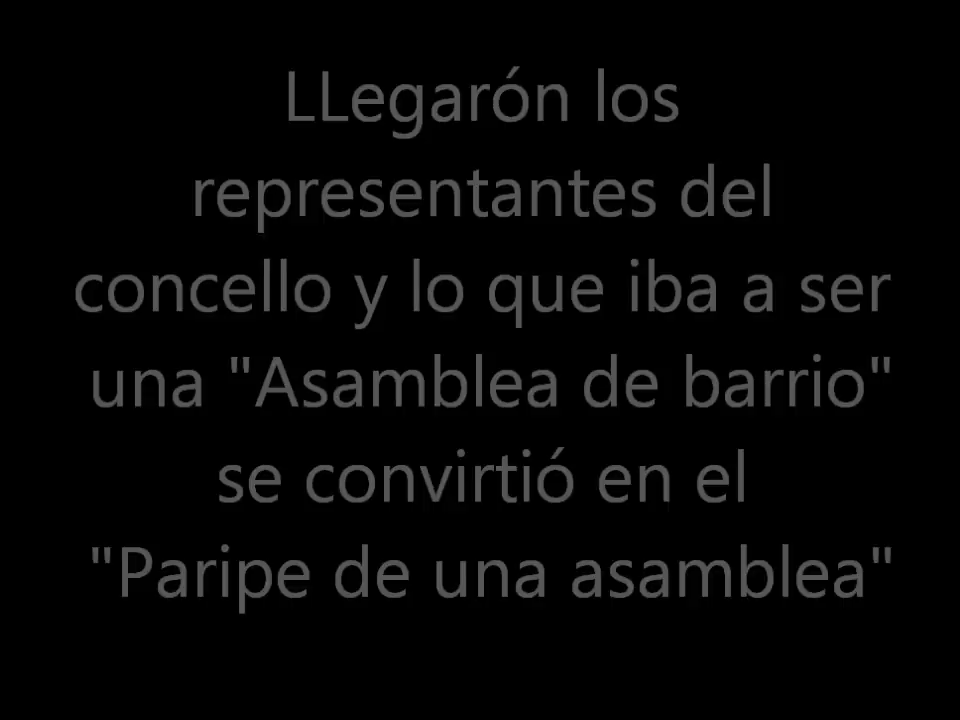 LLegarón los
representantes del
concello y lo que iba a ser
una "Asamblea de barrio"
se convirtió en el
"Paripe de una asamblea"